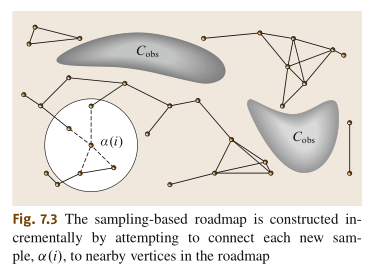 C_obs
α(i)
C_obs
Fig. 7.3 The sampling-based roadmap is constructed in-
crementally by attempting to connect each new sam-
ple, α(i), to nearby vertices in the roadmap